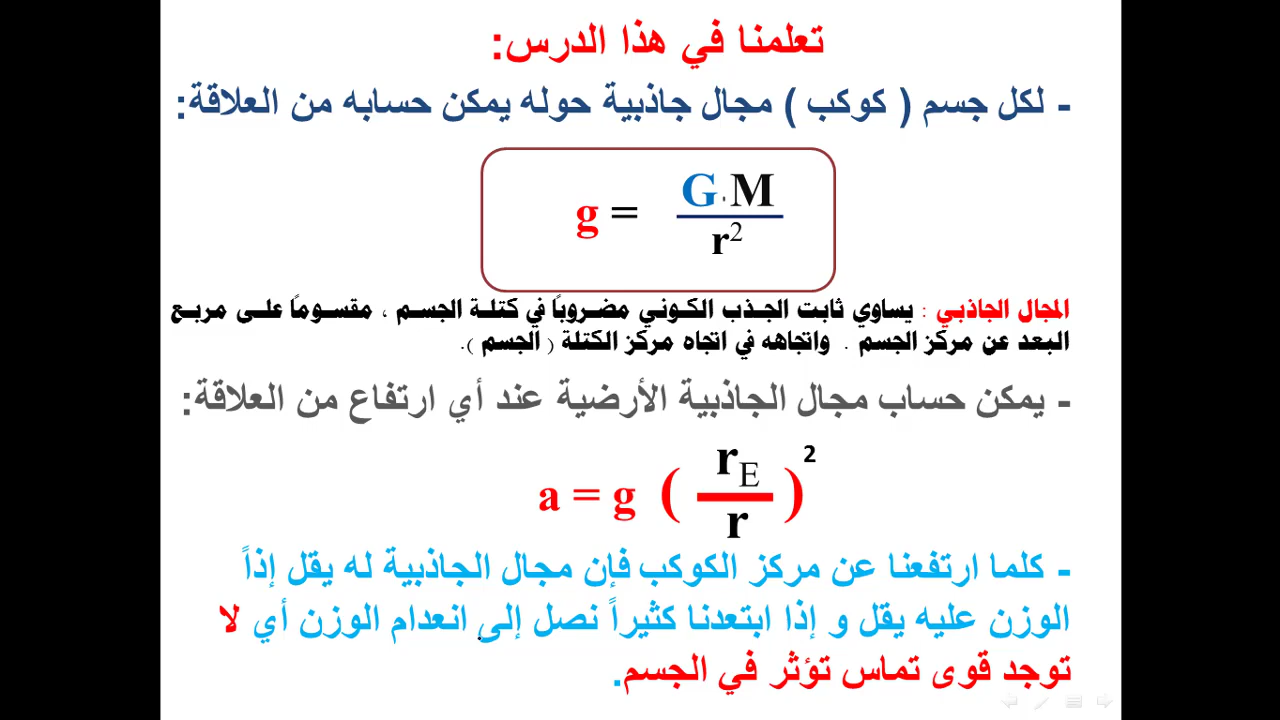 تعلمنا في هذا الدرس:
- لكل جسم ( كوكب ) مجال جاذبية حوله يمكن حسابه من العلاقة:
g = G·M / r²
المجال الجاذبي : يساوي ثابت الجذب الكوني مضروباً في كتلة الجسم ، مقسوماً على مربع
البعد عن مركز الجسم . واتجاهه في اتجاه مركز الكتلة ( الجسم ).
- يمكن حساب مجال الجاذبية الأرضية عند أي ارتفاع من العلاقة:
a = g ( r_E / r )²
- كلما ارتفعنا عن مركز الكوكب فإن مجال الجاذبية له يقل إذاً
الوزن عليه يقل و إذا ابتعدنا كثيراً نصل إلى انعدام الوزن أي لا
توجد قوى تماس تؤثر في الجسم.